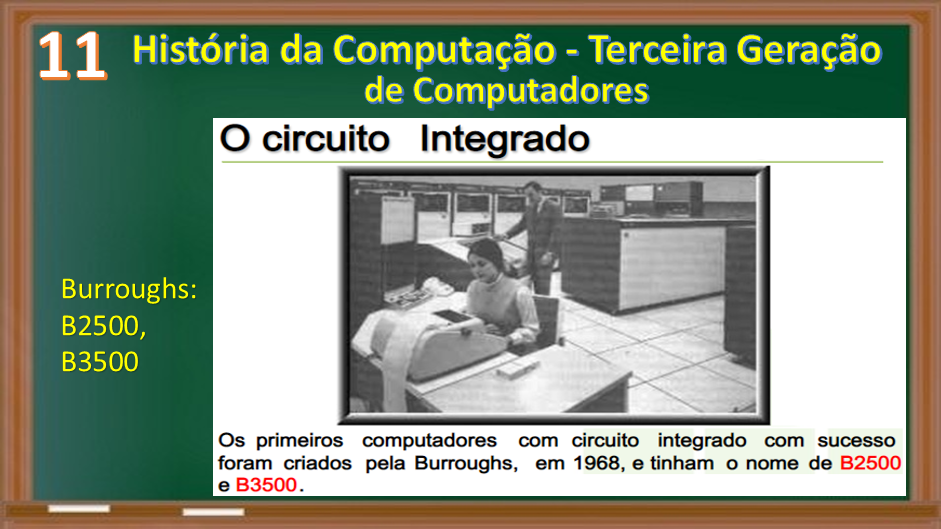 11
História da Computação - Terceira Geração
de Computadores
O circuito Integrado
Burroughs:
B2500,
B3500
Os primeiros computadores com circuito integrado com sucesso
foram criados pela Burroughs, em 1968, e tinham o nome de B2500
e B3500.